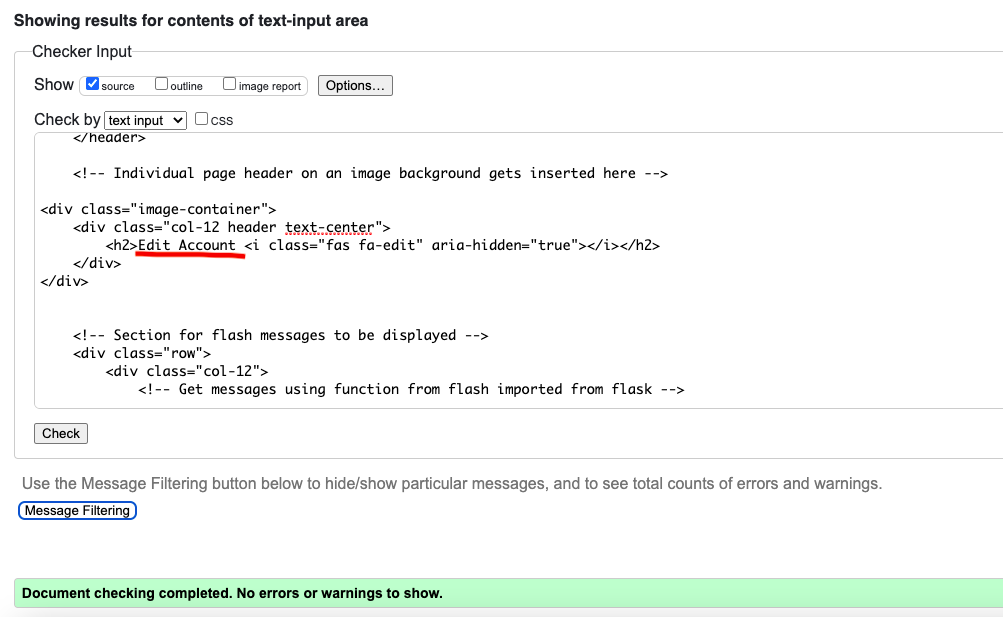 Showing results for contents of text-input area
Checker Input
Show source outline image report Options...
Check by text input css
</header>
<!-- Individual page header on an image background gets inserted here -->
<div class="image-container">
<div class="col-12 header text-center">
<h2>Edit Account <i class="fas fa-edit" aria-hidden="true"></i></h2>
</div>
</div>
<!-- Section for flash messages to be displayed -->
<div class="row">
<div class="col-12">
<!-- Get messages using function from flash imported from flask -->
Check
Use the Message Filtering button below to hide/show particular messages, and to see total counts of errors and warnings.
Message Filtering
Document checking completed. No errors or warnings to show.